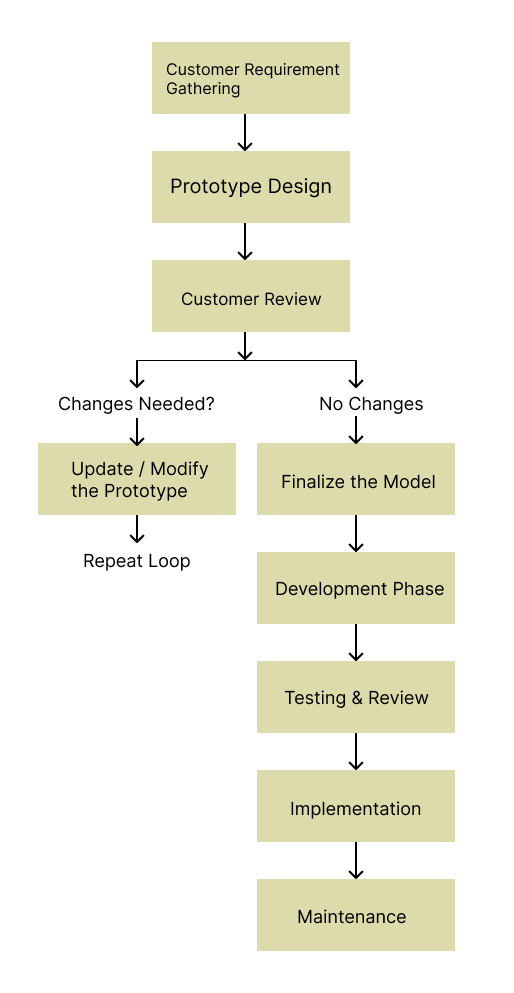 Customer Requirement
Gathering
Prototype Design
Customer Review
Changes Needed?
No Changes
Update / Modify
the Prototype
Finalize the Model
Repeat Loop
Development Phase
Testing & Review
Implementation
Maintenance